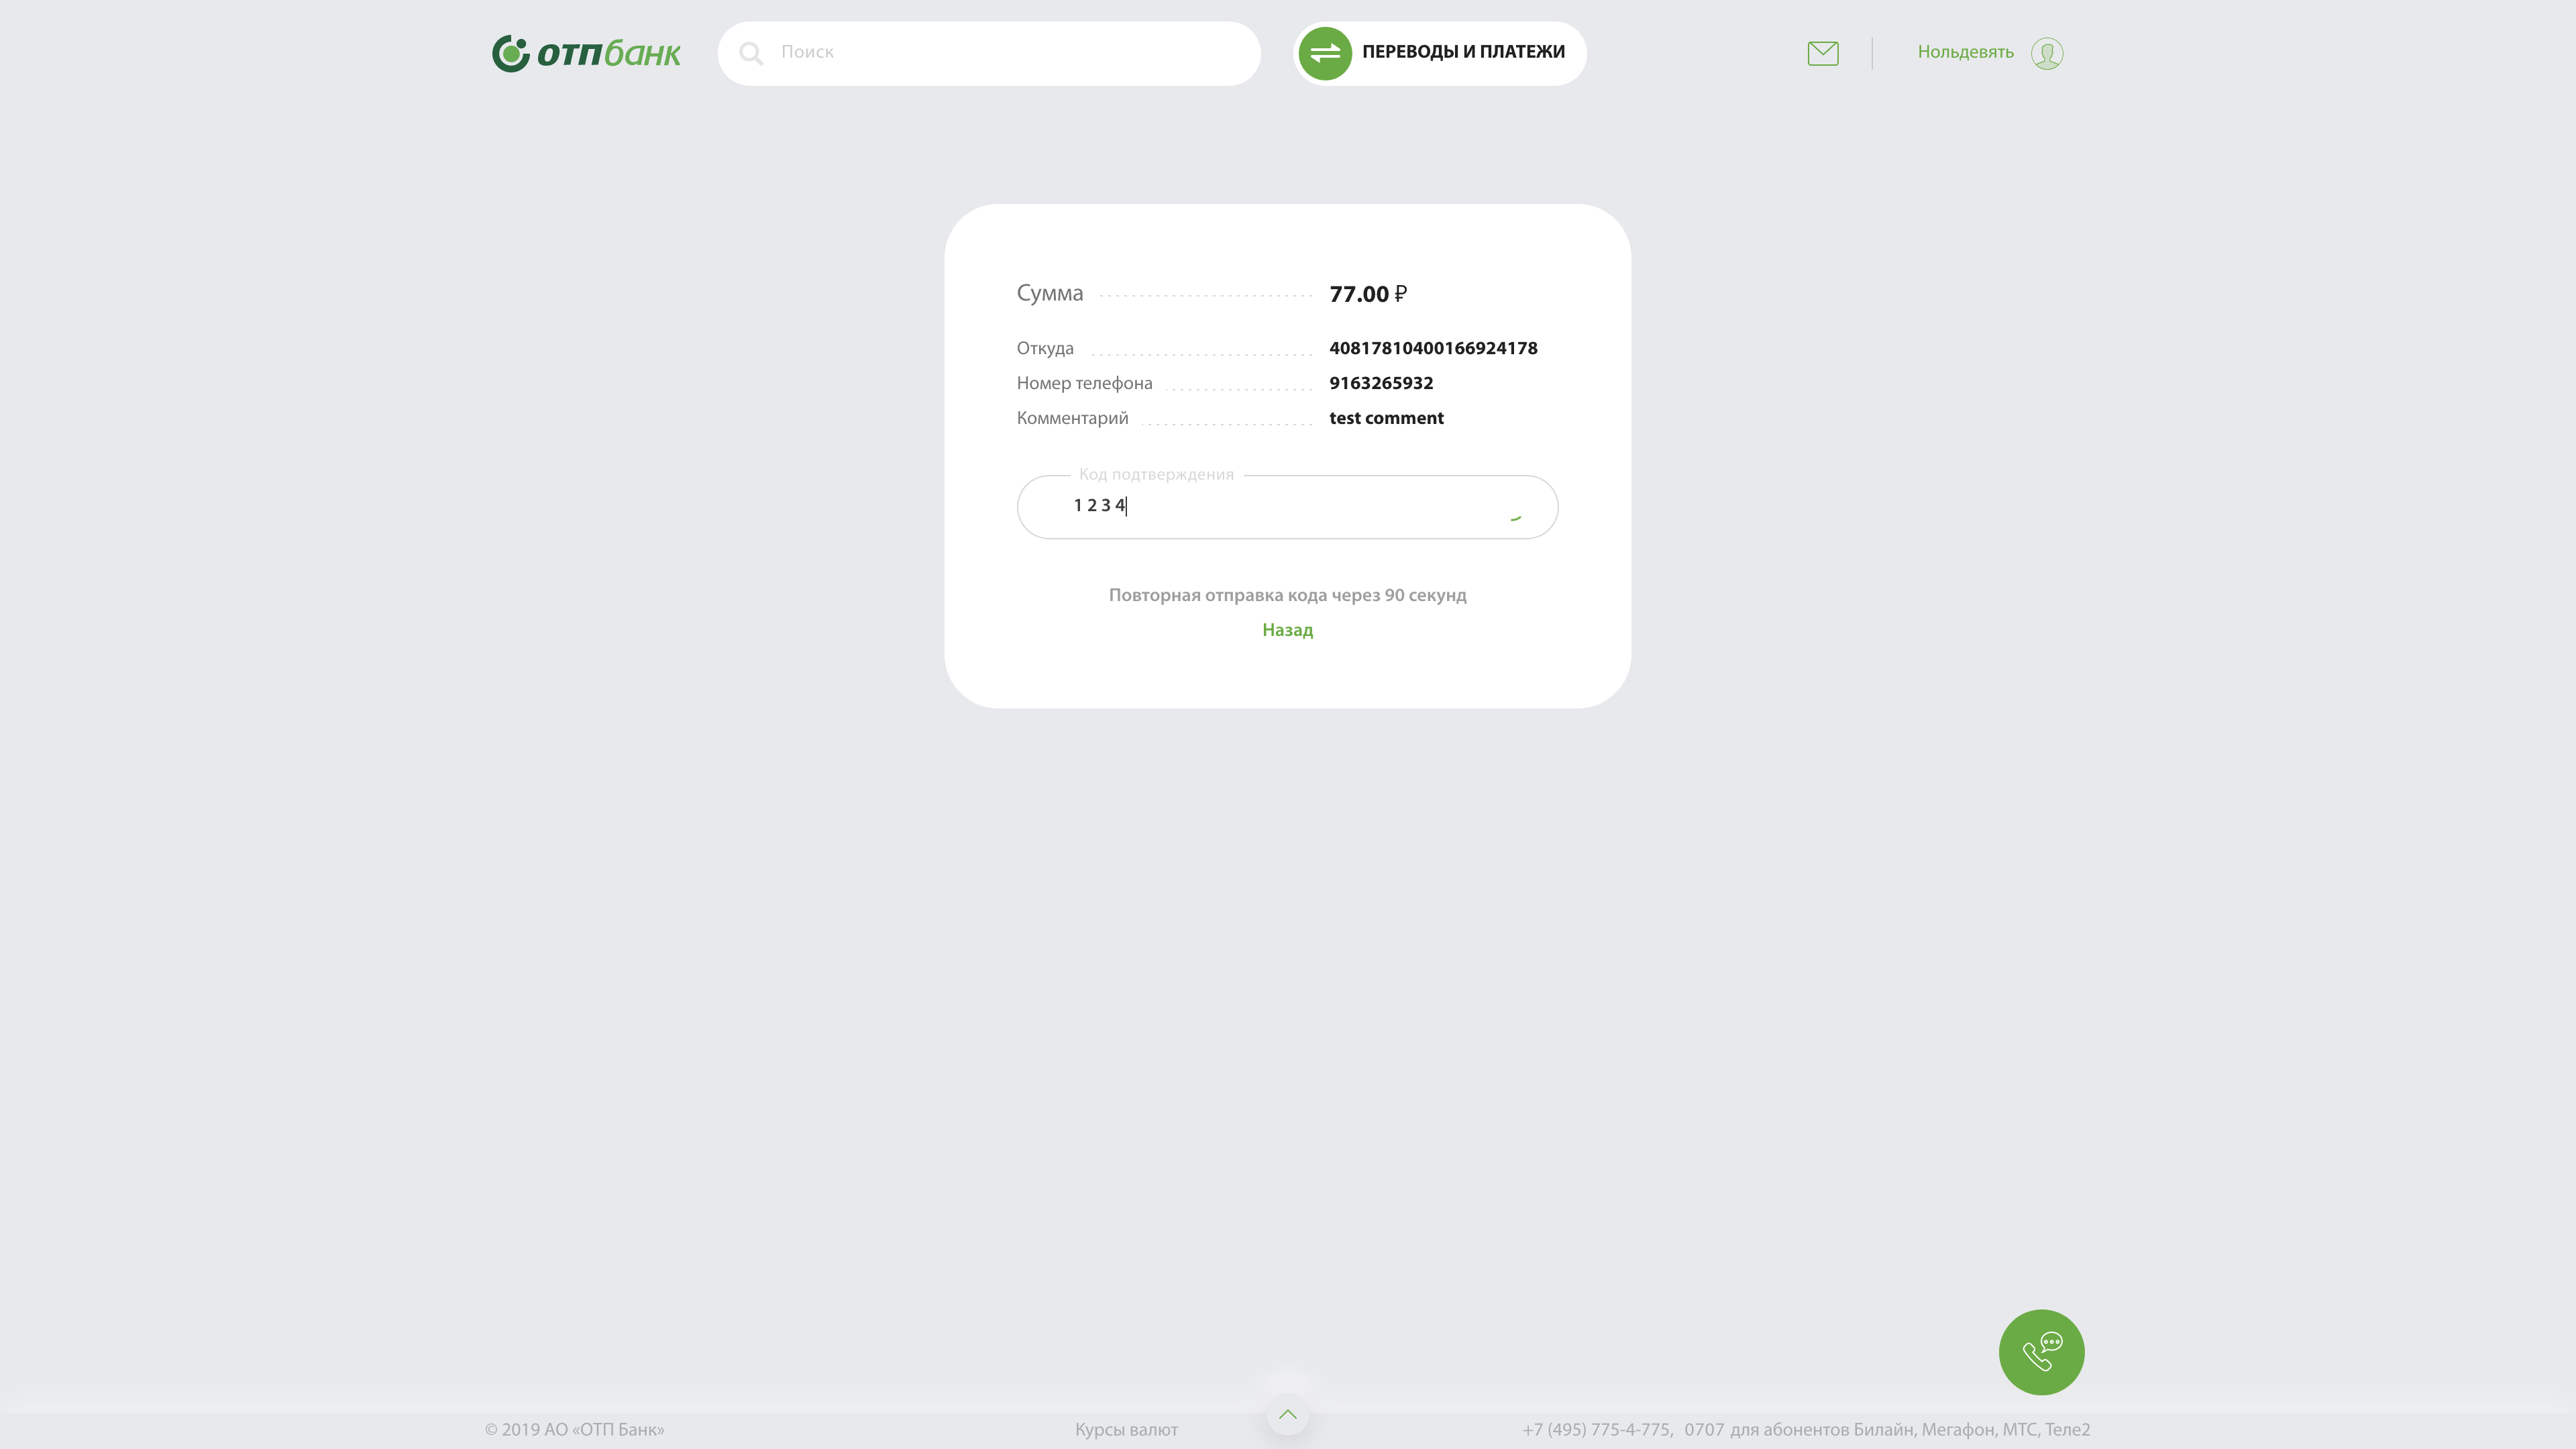 отпбанк
Поиск
ПЕРЕВОДЫ И ПЛАТЕЖИ
Нольдевять
Сумма 77.00 ₽
Откуда 40817810400166924178
Номер телефона 9163265932
Комментарий test comment
Код подтверждения
1 2 3 4
Повторная отправка кода через 90 секунд
Назад
© 2019 АО «ОТП Банк» Курсы валют +7 (495) 775-4-775, 0707 для абонентов Билайн, Мегафон, МТС, Теле2